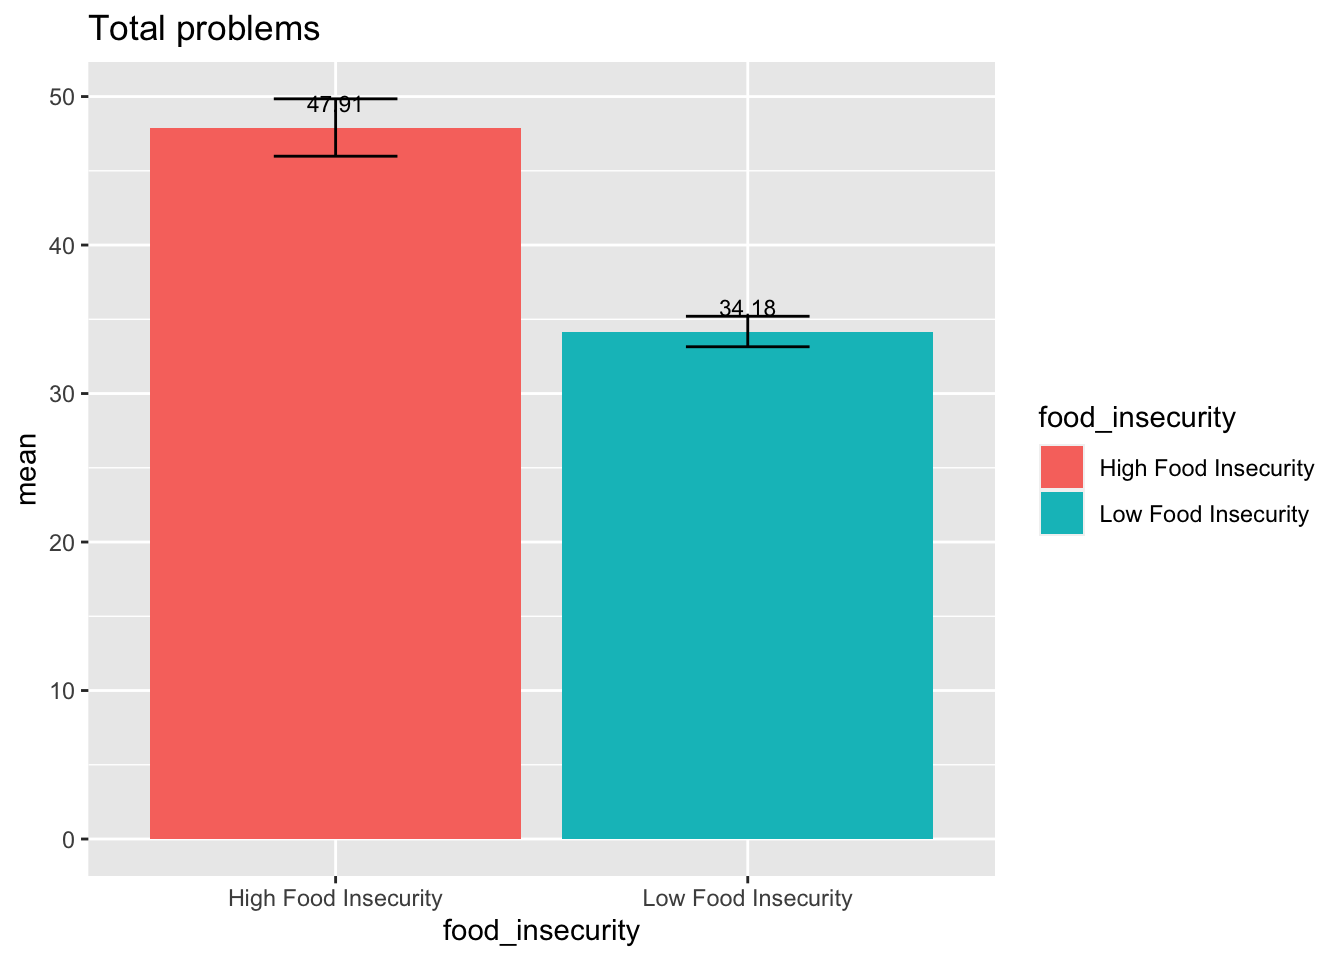 Total problems
50
40
30
20
10
0
mean
47.91
34.18
High Food Insecurity
Low Food Insecurity
food_insecurity
food_insecurity
High Food Insecurity
Low Food Insecurity